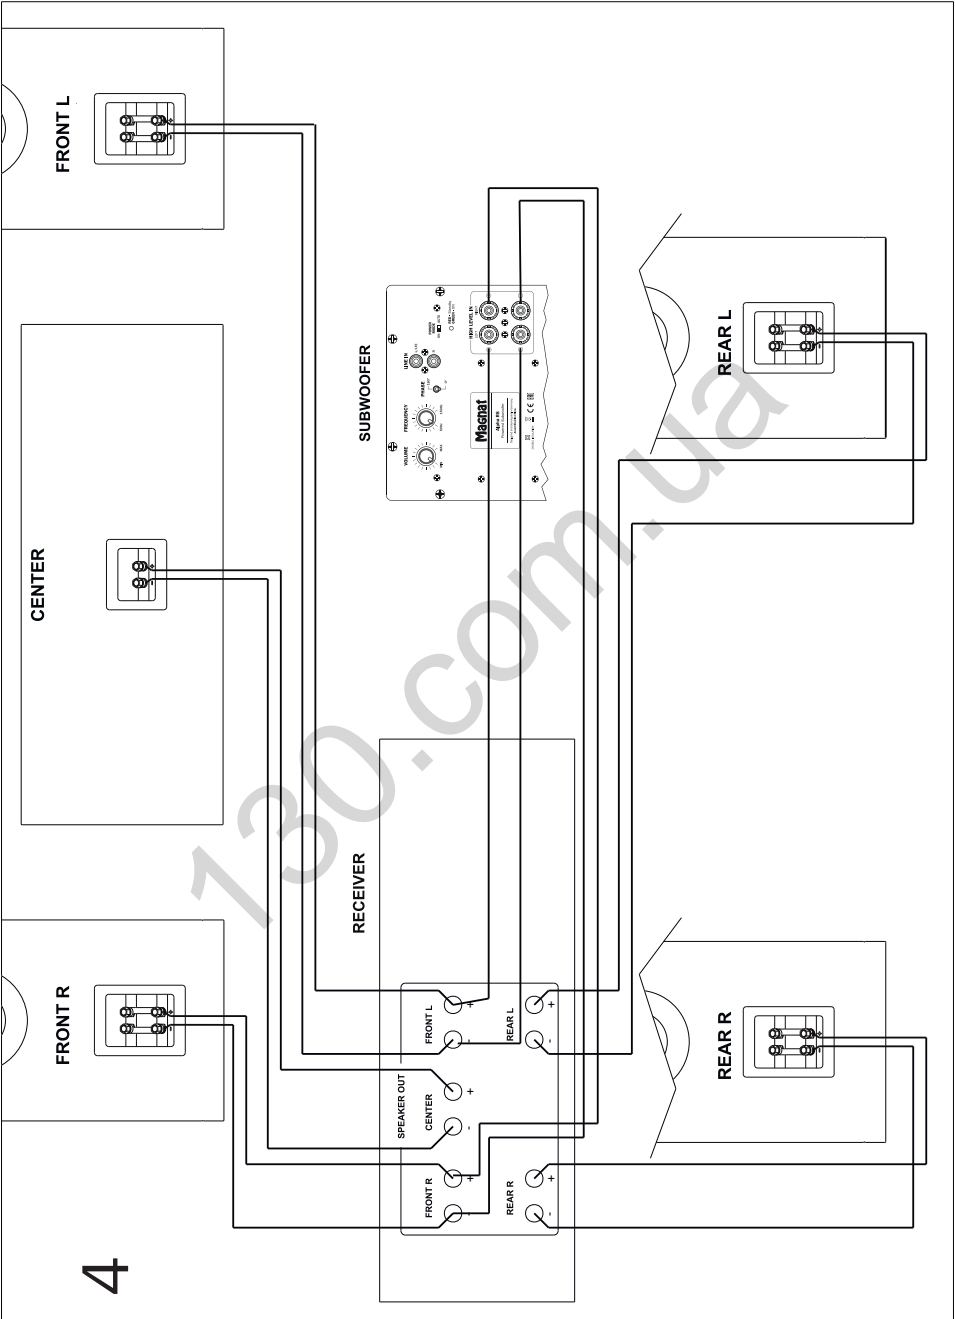 4
FRONT R
CENTER
FRONT L
- +
- +
- +
RECEIVER
SUBWOOFER
SPEAKER OUT
FRONT R
CENTER
FRONT L
- +
- +
- +
REAR R
REAR L
- +
- +
VOLUME
FREQUENCY
PHASE
LINE IN
HIGH LEVEL IN
Magnat
CE
REAR R
REAR L
- +
- +
130.com.ua